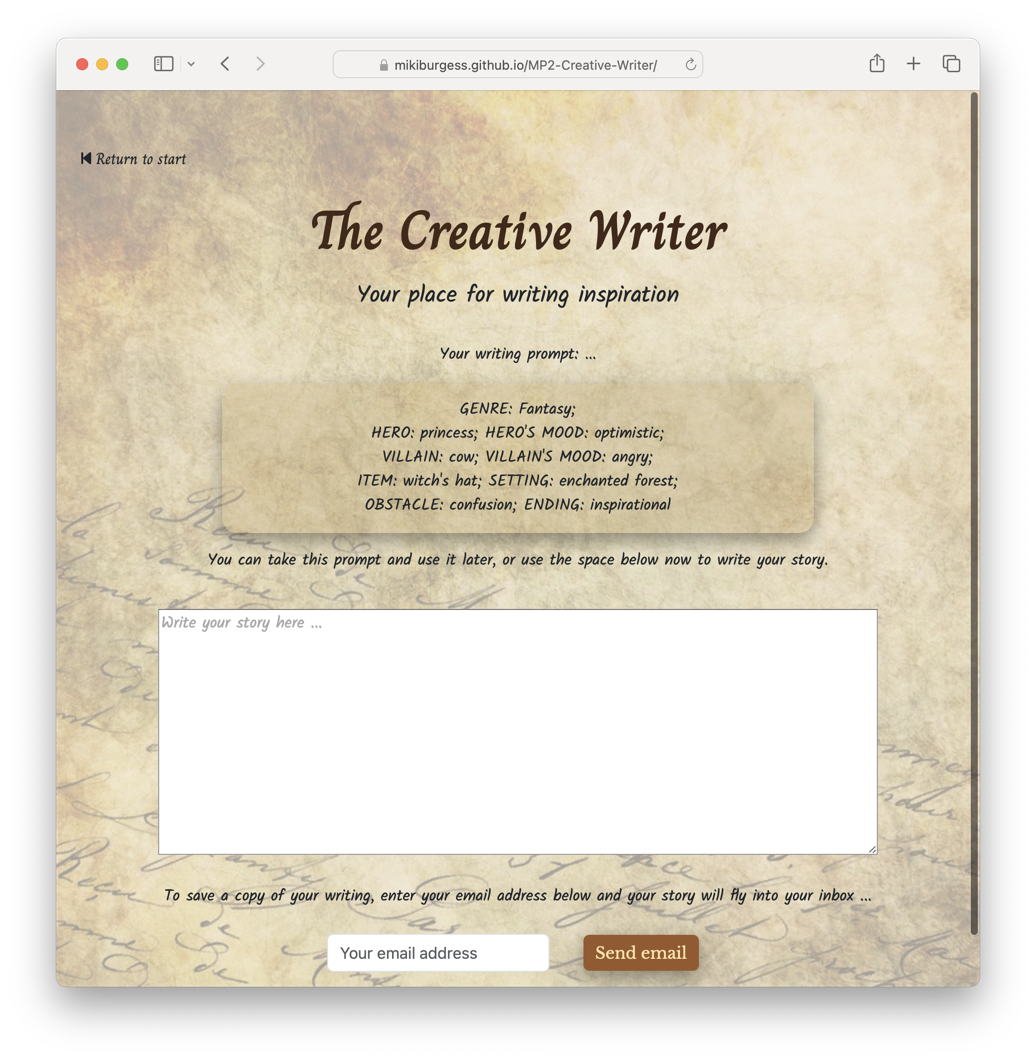 mikiburgess.github.io/MP2-Creative-Writer/
Return to start
The Creative Writer
Your place for writing inspiration
Your writing prompt: ...
GENRE: Fantasy;
HERO: princess; HERO'S MOOD: optimistic;
VILLAIN: cow; VILLAIN'S MOOD: angry;
ITEM: witch's hat; SETTING: enchanted forest;
OBSTACLE: confusion; ENDING: inspirational
You can take this prompt and use it later, or use the space below now to write your story.
Write your story here ...
To save a copy of your writing, enter your email address below and your story will fly into your inbox ...
Your email address
Send email